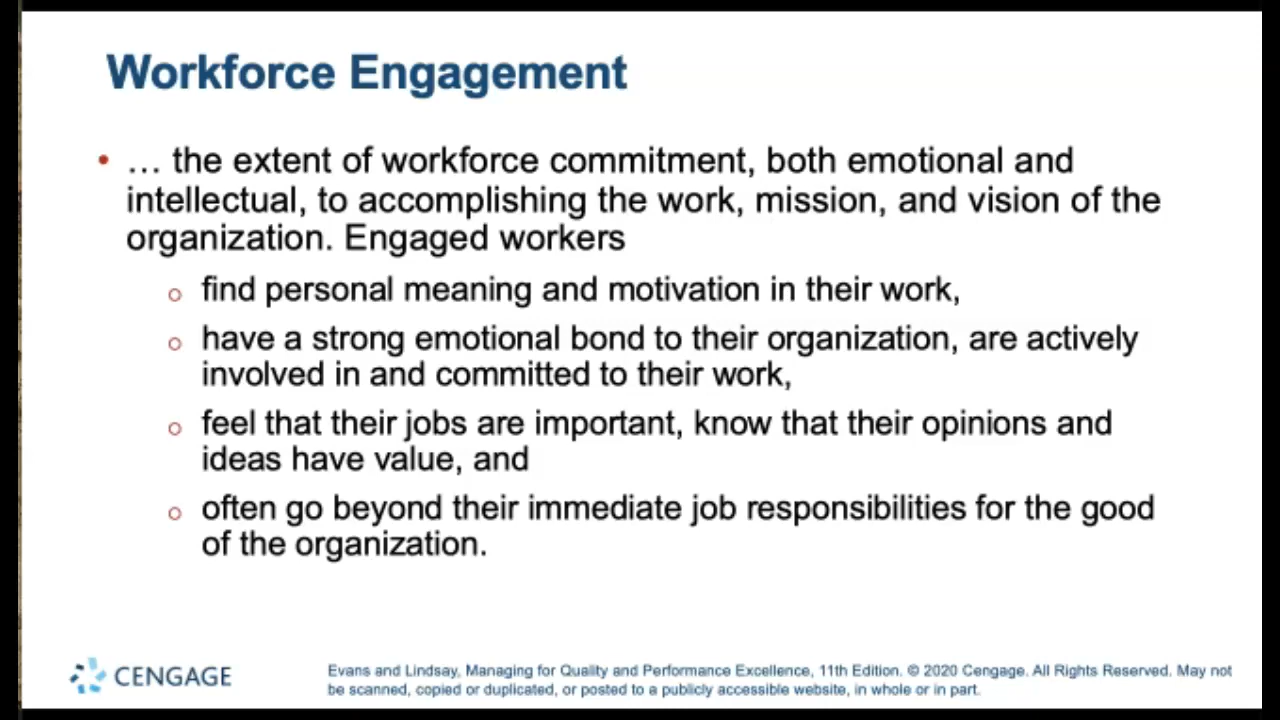 Workforce Engagement
• … the extent of workforce commitment, both emotional and
intellectual, to accomplishing the work, mission, and vision of the
organization. Engaged workers
o find personal meaning and motivation in their work,
o have a strong emotional bond to their organization, are actively
involved in and committed to their work,
o feel that their jobs are important, know that their opinions and
ideas have value, and
o often go beyond their immediate job responsibilities for the good
of the organization.
CENGAGE
Evans and Lindsay, Managing for Quality and Performance Excellence, 11th Edition. © 2020 Cengage. All Rights Reserved. May not
be scanned, copied or duplicated, or posted to a publicly accessible website, in whole or in part.